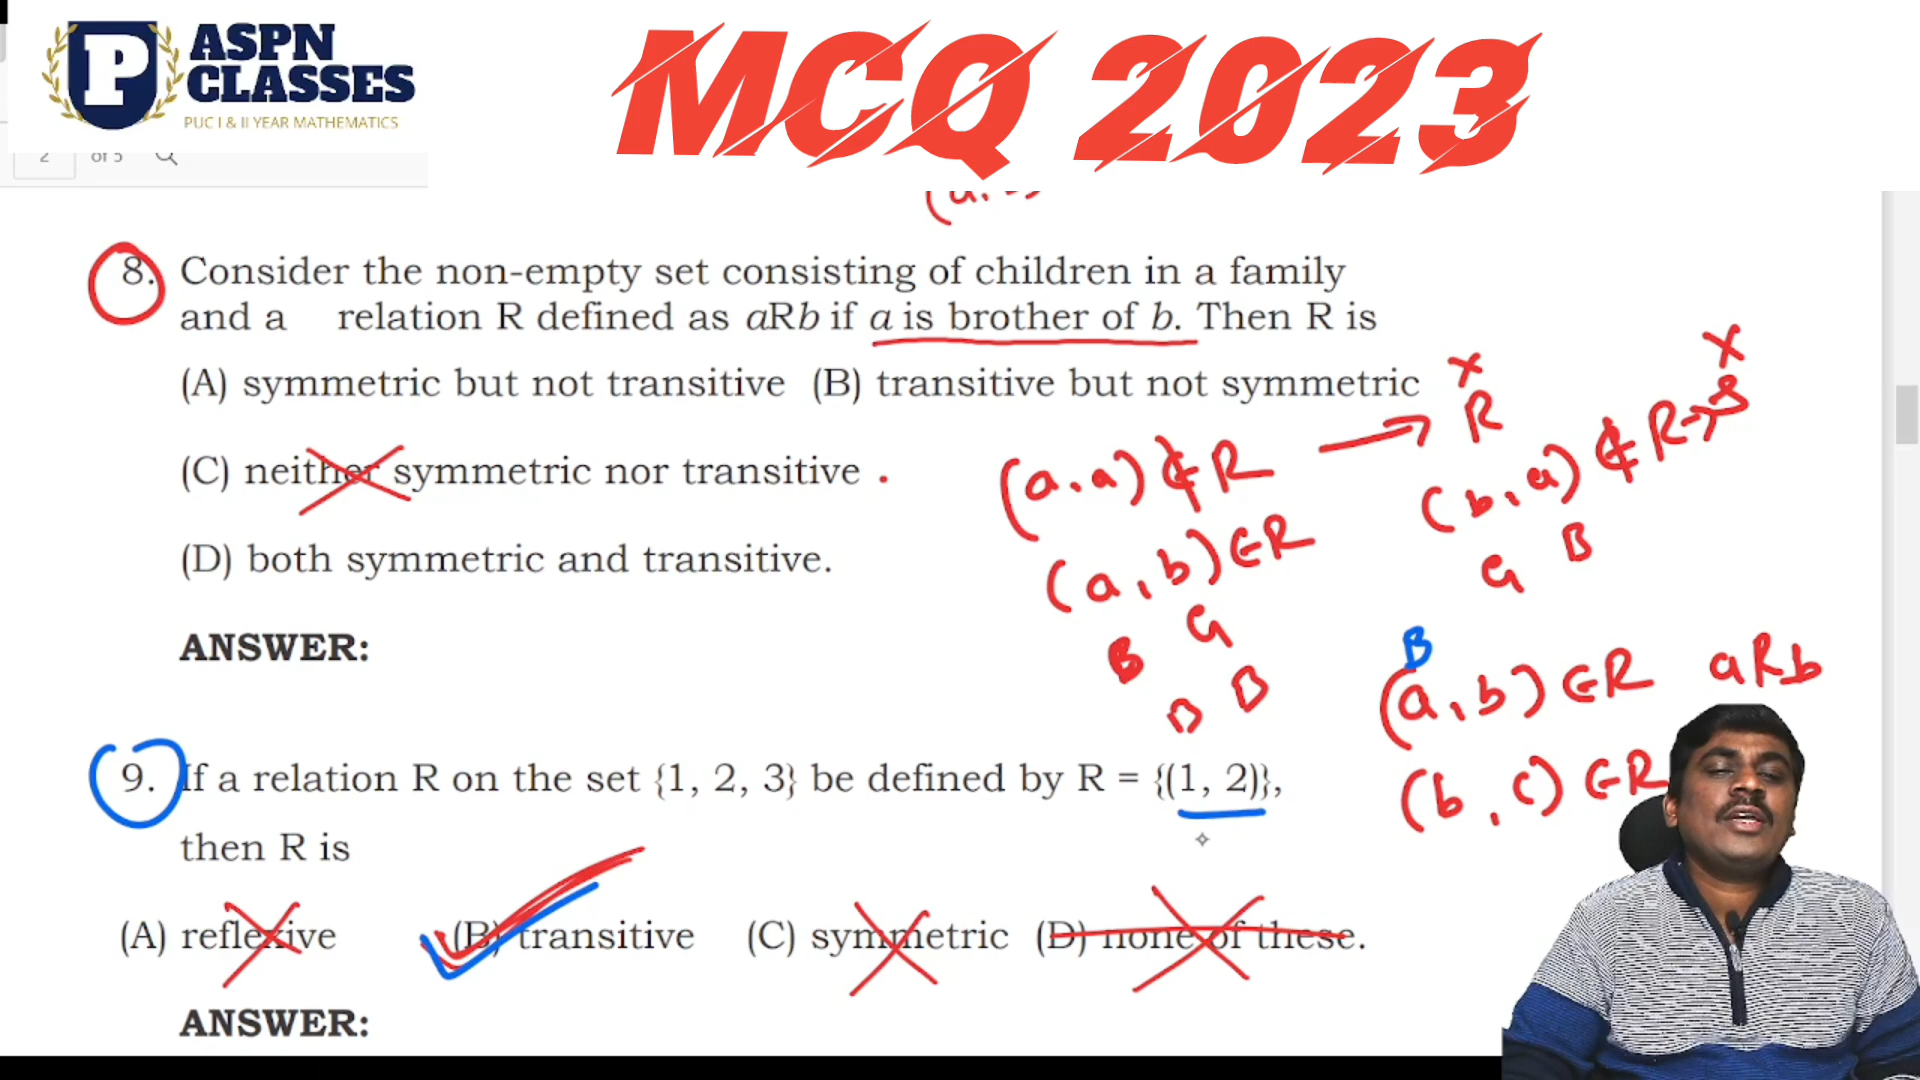 ASPN
CLASSES
PUC I & II YEAR MATHEMATICS
MCQ 2023
2 of 5
8. Consider the non-empty set consisting of children in a family
and a relation R defined as aRb if a is brother of b. Then R is
(A) symmetric but not transitive (B) transitive but not symmetric
(C) neither symmetric nor transitive
(D) both symmetric and transitive.
ANSWER:
x
R
x
(a,a) ∉ R
(b,a) ∉ R → S
G B
(a,b) ∈ R
B G
B B
B
(a,b) ∈ R aRb
(b,c) ∈ R
9. If a relation R on the set {1, 2, 3} be defined by R = {(1, 2)},
then R is
(A) reflexive (B) transitive (C) symmetric (D) none of these.
ANSWER: